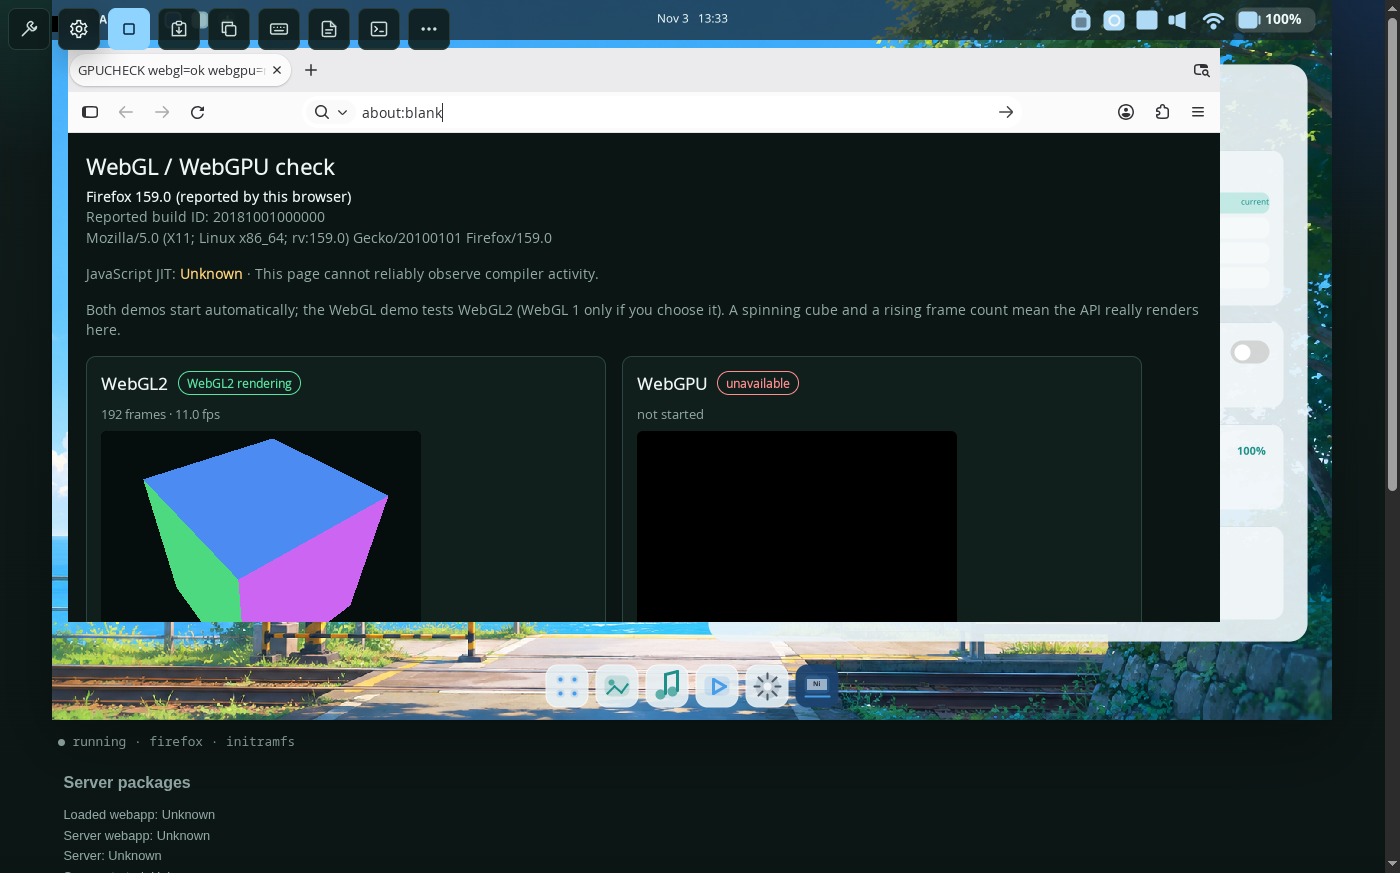 Nov 3 13:33
100%
GPUCHECK webgl=ok webgpu=
about:blank
WebGL / WebGPU check
Firefox 159.0 (reported by this browser)
Reported build ID: 20181001000000
Mozilla/5.0 (X11; Linux x86_64; rv:159.0) Gecko/20100101 Firefox/159.0
JavaScript JIT: Unknown · This page cannot reliably observe compiler activity.
Both demos start automatically; the WebGL demo tests WebGL2 (WebGL 1 only if you choose it). A spinning cube and a rising frame count mean the API really renders
here.
WebGL2 WebGL2 rendering
192 frames · 11.0 fps
WebGPU unavailable
not started
current
100%
Ni
● running · firefox · initramfs
Server packages
Loaded webapp: Unknown
Server webapp: Unknown
Server: Unknown